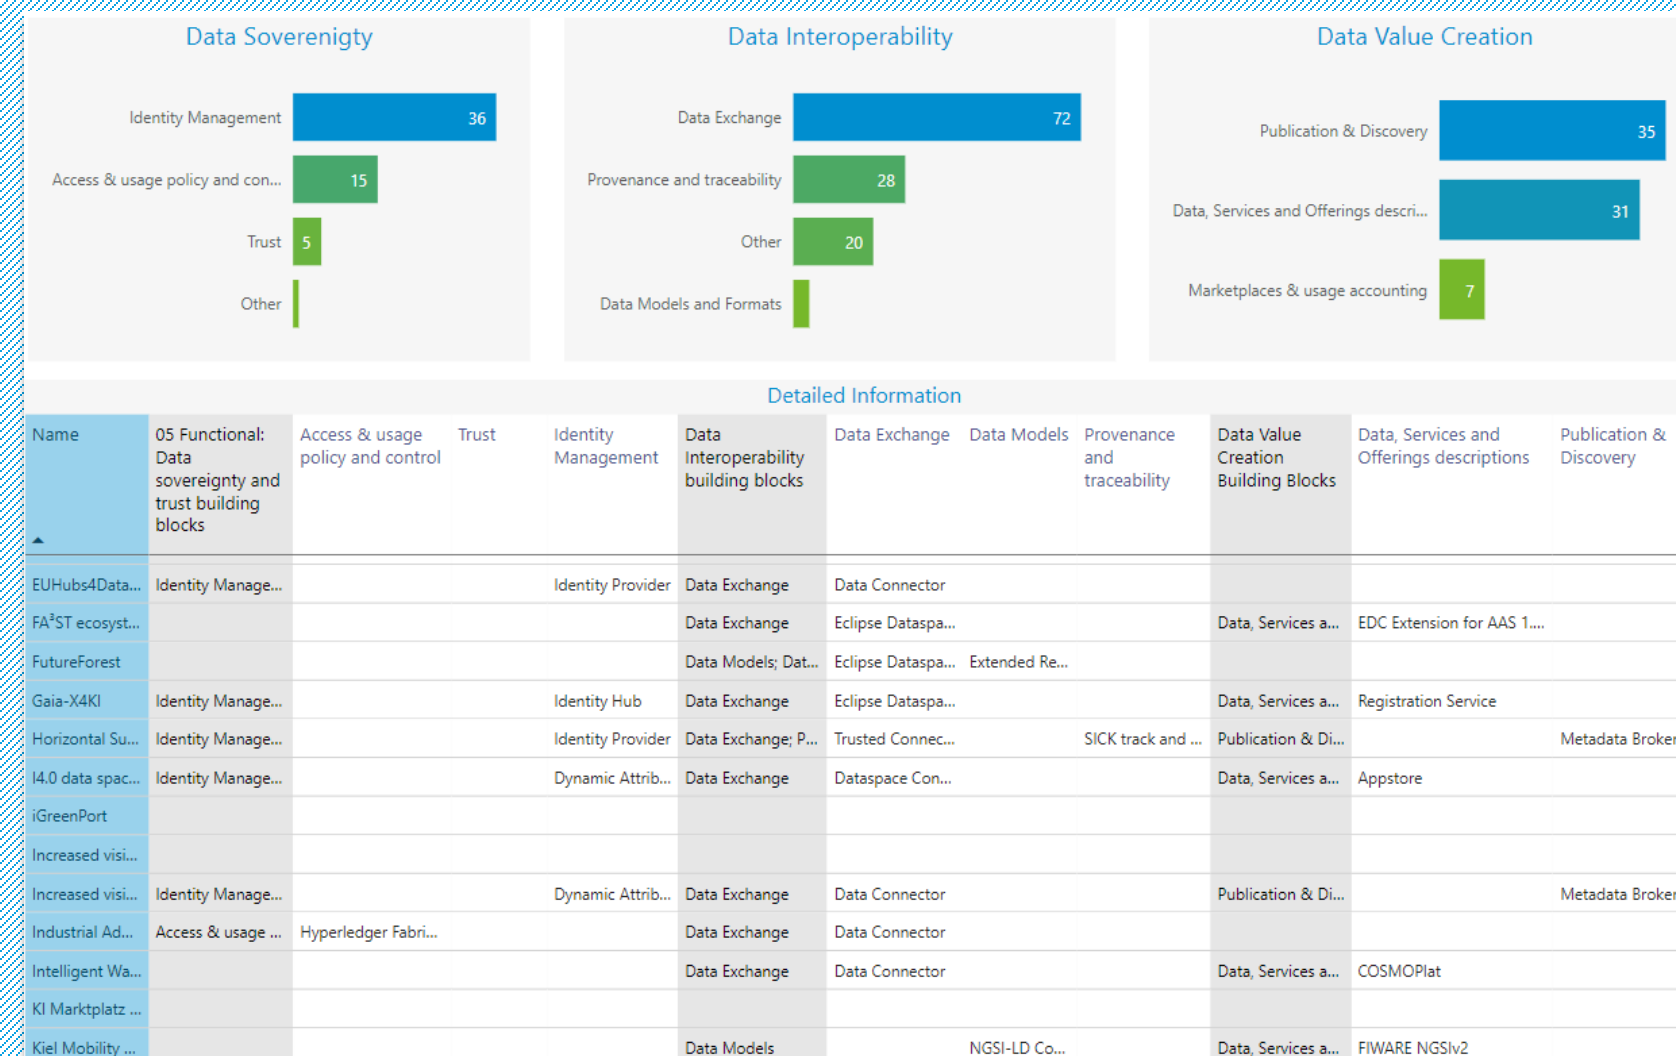 Data Soverenigty
Identity Management 36
Access & usage policy and con... 15
Trust 5
Other
Data Interoperability
Data Exchange 72
Provenance and traceability 28
Other 20
Data Models and Formats
Data Value Creation
Publication & Discovery 35
Data, Services and Offerings descri... 31
Marketplaces & usage accounting 7
Detailed Information
Name
05 Functional:
Data
sovereignty and
trust building
blocks
Access & usage
policy and control
Trust
Identity
Management
Data
Interoperability
building blocks
Data Exchange
Data Models
Provenance
and
traceability
Data Value
Creation
Building Blocks
Data, Services and
Offerings descriptions
Publication &
Discovery
EUHubs4Data... Identity Manage... Identity Provider Data Exchange Data Connector
FA³ST ecosyst... Data Exchange Eclipse Dataspa... Data, Services a... EDC Extension for AAS 1....
FutureForest Data Models; Dat... Eclipse Dataspa... Extended Re...
Gaia-X4KI Identity Manage... Identity Hub Data Exchange Eclipse Dataspa... Data, Services a... Registration Service
Horizontal Su... Identity Manage... Identity Provider Data Exchange; P... Trusted Connec... SICK track and ... Publication & Di... Metadata Broker
I4.0 data spac... Identity Manage... Dynamic Attrib... Data Exchange Dataspace Con... Data, Services a... Appstore
iGreenPort
Increased visi...
Increased visi... Identity Manage... Dynamic Attrib... Data Exchange Data Connector Publication & Di... Metadata Broker
Industrial Ad... Access & usage ... Hyperledger Fabri... Data Exchange Data Connector
Intelligent Wa... Data Exchange Data Connector Data, Services a... COSMOPlat
KI Marktplatz ...
Kiel Mobility ... Data Models NGSI-LD Co... Data, Services a... FIWARE NGSIv2